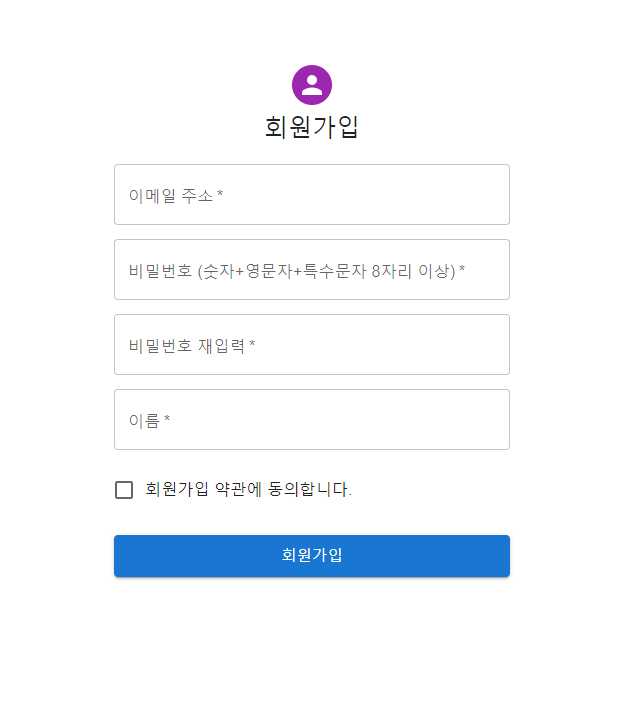 회원가입
이메일 주소 *
비밀번호 (숫자+영문자+특수문자 8자리 이상) *
비밀번호 재입력 *
이름 *
회원가입 약관에 동의합니다.
회원가입